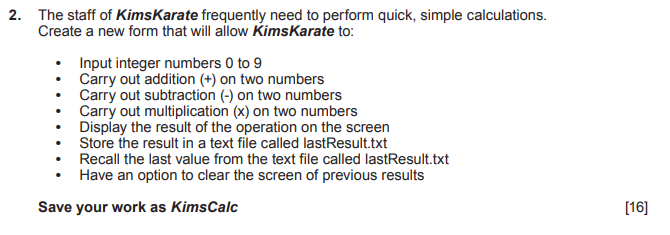 2. The staff of KimsKarate frequently need to perform quick, simple calculations.
Create a new form that will allow KimsKarate to:
• Input integer numbers 0 to 9
• Carry out addition (+) on two numbers
• Carry out subtraction (-) on two numbers
• Carry out multiplication (x) on two numbers
• Display the result of the operation on the screen
• Store the result in a text file called lastResult.txt
• Recall the last value from the text file called lastResult.txt
• Have an option to clear the screen of previous results
Save your work as KimsCalc [16]